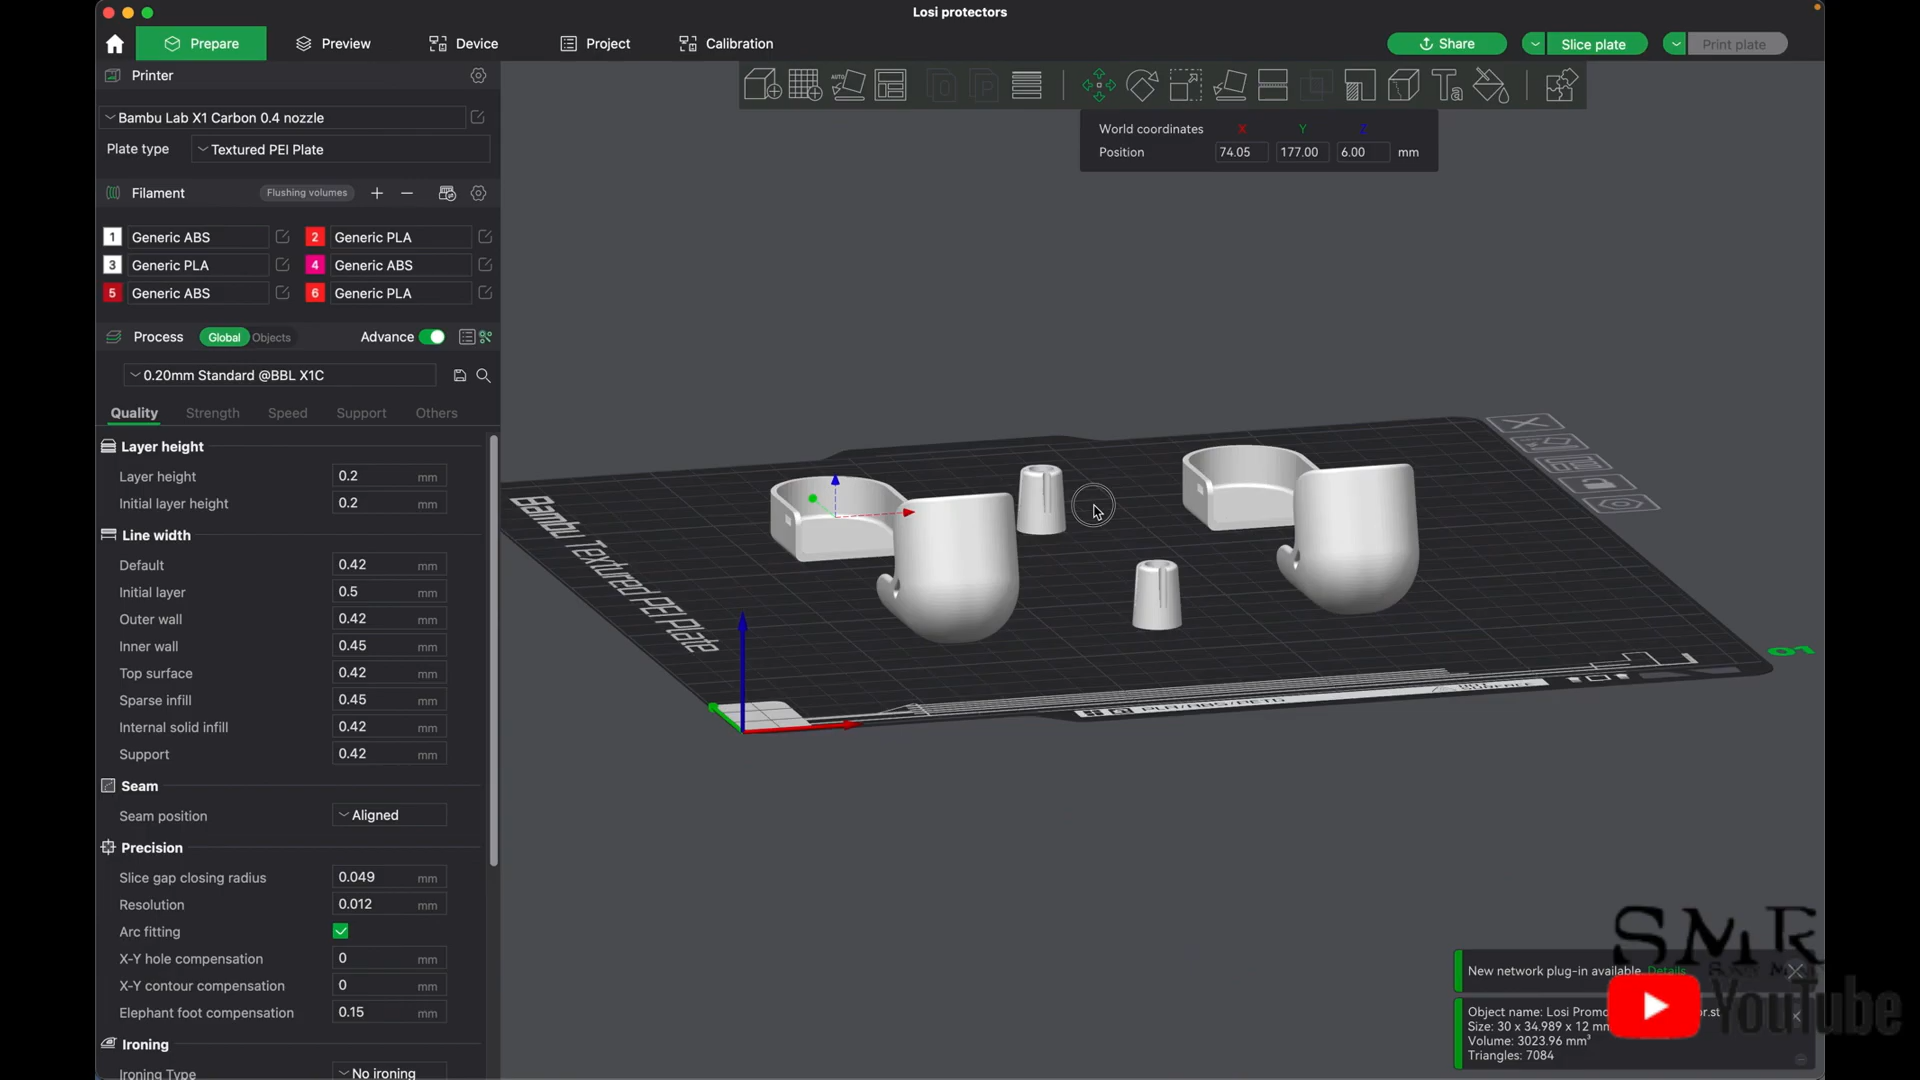 Losi protectors
Prepare
Preview
Device
Project
Calibration
Share
Slice plate
Print plate
Printer
Bambu Lab X1 Carbon 0.4 nozzle
Plate type
Textured PEI Plate
World coordinates X Y Z
Position 74.05 177.00 6.00 mm
Filament
Flushing volumes
1 Generic ABS
2 Generic PLA
3 Generic PLA
4 Generic ABS
5 Generic ABS
6 Generic PLA
Process
Global
Objects
Advance
0.20mm Standard @BBL X1C
Quality
Strength
Speed
Support
Others
Layer height
Layer height 0.2 mm
Initial layer height 0.2 mm
Line width
Default 0.42 mm
Initial layer 0.5 mm
Outer wall 0.42 mm
Inner wall 0.45 mm
Top surface 0.42 mm
Sparse infill 0.45 mm
Internal solid infill 0.42 mm
Support 0.42 mm
Seam
Seam position Aligned
Precision
Slice gap closing radius 0.049 mm
Resolution 0.012 mm
Arc fitting
X-Y hole compensation 0 mm
X-Y contour compensation 0 mm
Elephant foot compensation 0.15 mm
Ironing
Ironing Type No ironing
Bambu Textured PEI Plate
PLA/ABS/PETG
01
SMR
New network plug-in available. Details
Object name: Losi Promo
Size: 30 x 34.989 x 12 mm
Volume: 3023.96 mm³
Triangles: 7084
YouTube